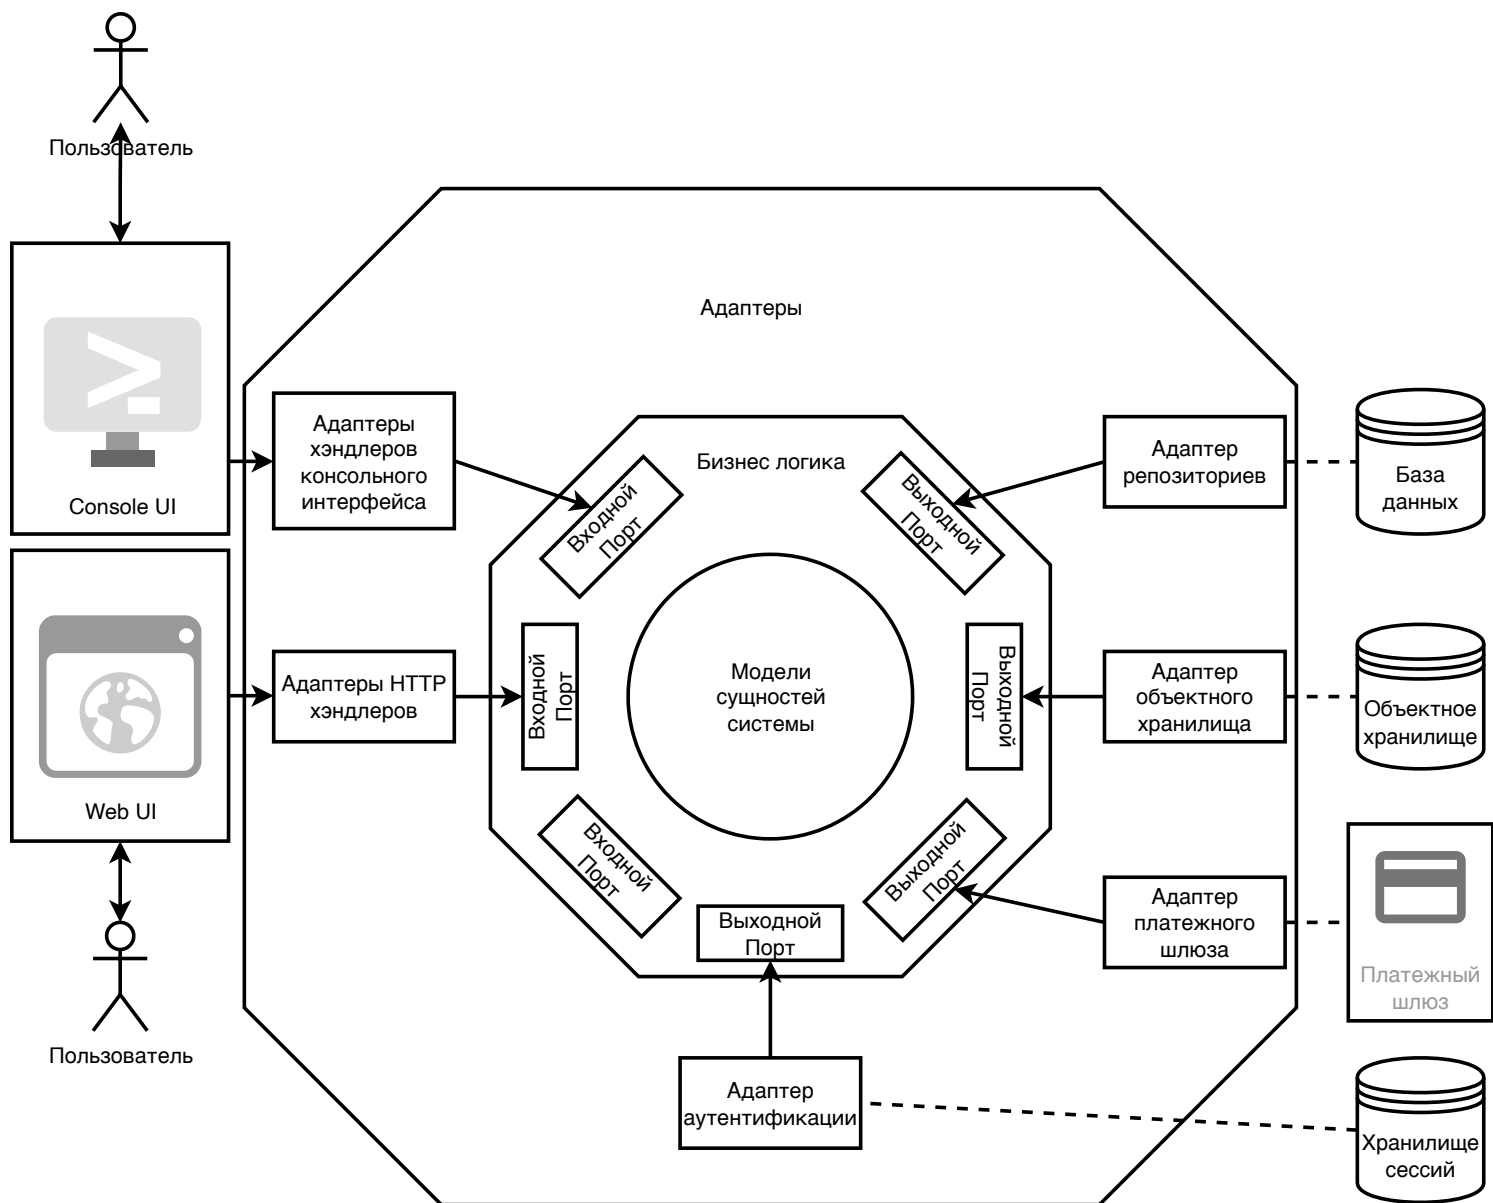 Пользователь
Адаптеры
Console UI
Адаптеры
хэндлеров
консольного
интерфейса
Бизнес логика
Входной
Порт
Выходной
Порт
Адаптер
репозиториев
База
данных
Web UI
Адаптеры HTTP
хэндлеров
Входной
Порт
Модели
сущностей
системы
Выходной
Порт
Адаптер
объектного
хранилища
Объектное
хранилище
Входной
Порт
Выходной
Порт
Выходной
Порт
Адаптер
платежного
шлюза
Платежный
шлюз
Пользователь
Адаптер
аутентификации
Хранилище
сессий